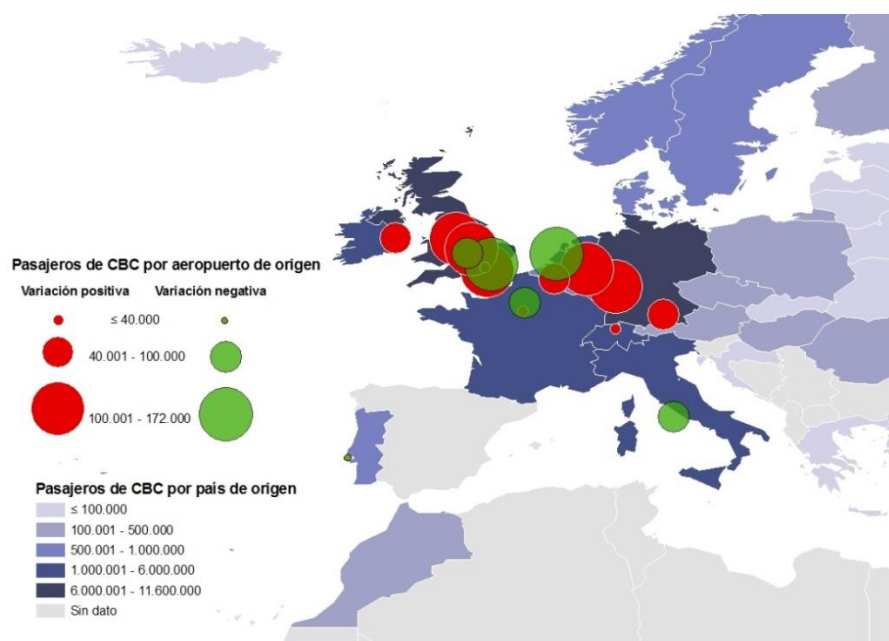 Pasajeros de CBC por aeropuerto de origen
Variación positiva Variación negativa
≤ 40.000
40.001 - 100.000
100.001 - 172.000
Pasajeros de CBC por país de origen
≤ 100.000
100.001 - 500.000
500.001 - 1.000.000
1.000.001 - 6.000.000
6.000.001 - 11.600.000
Sin dato